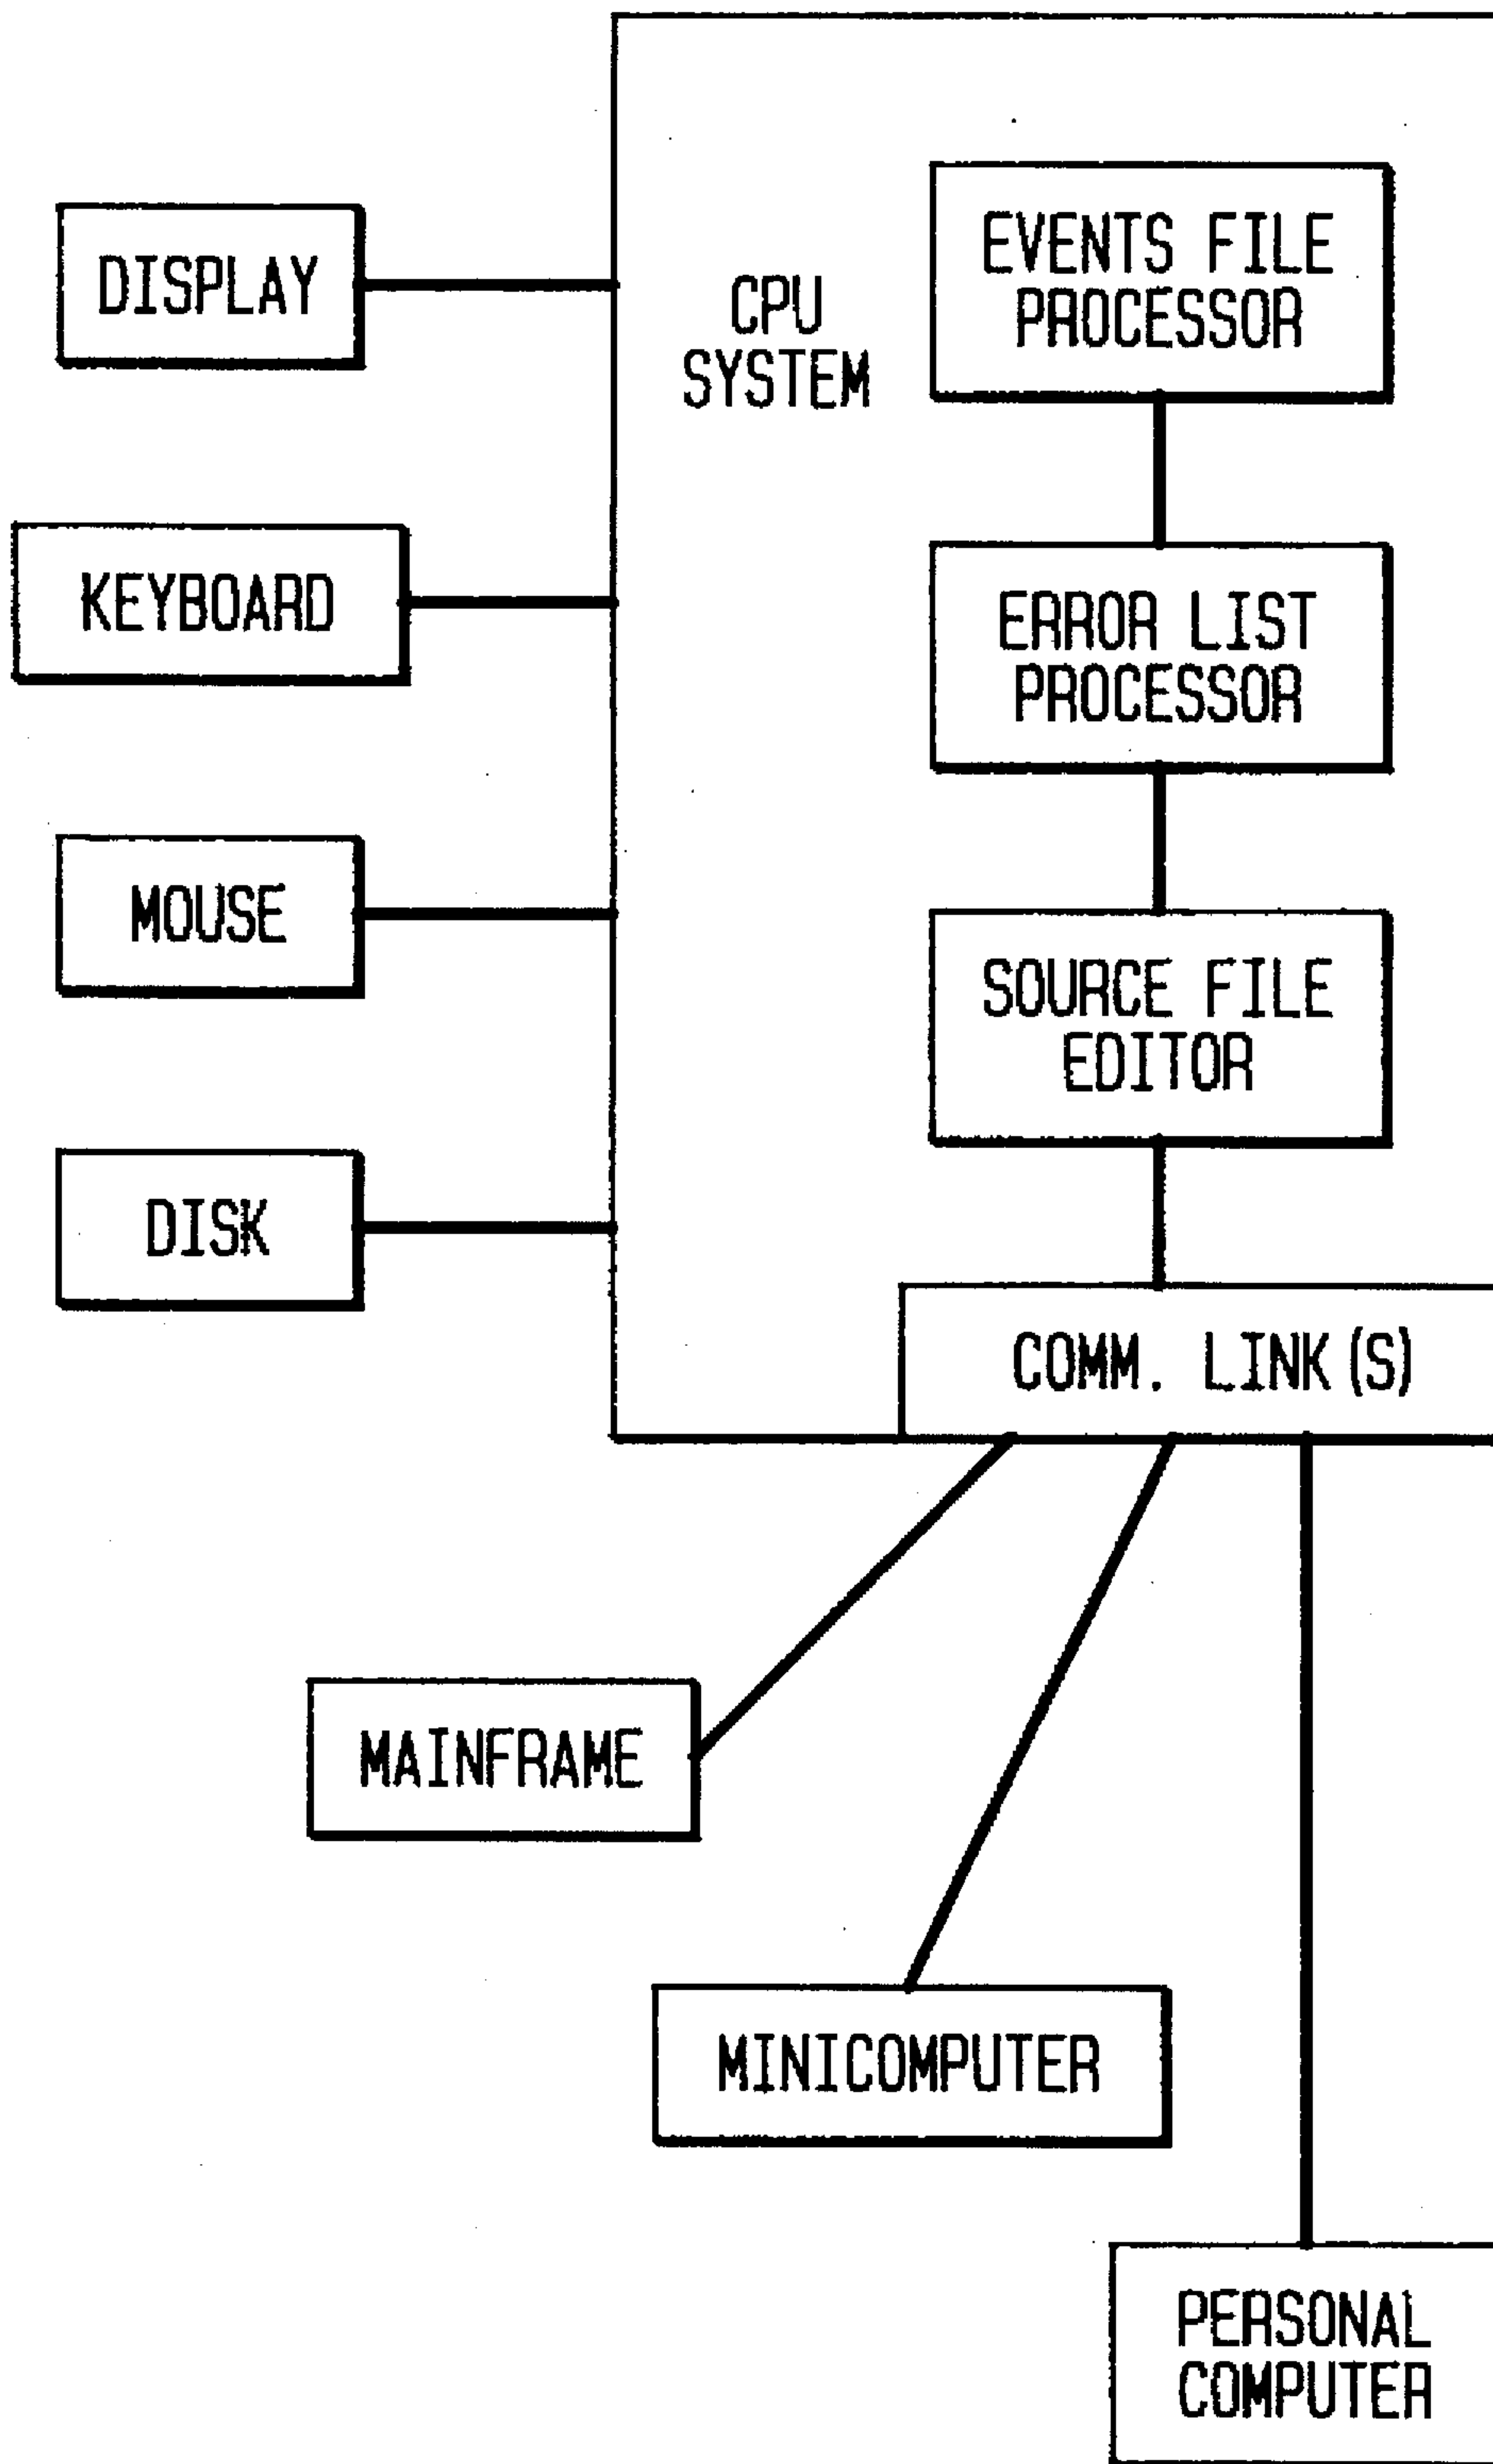 DISPLAY
KEYBOARD
MOUSE
DISK
CPU
SYSTEM
EVENTS FILE
PROCESSOR
ERROR LIST
PROCESSOR
SOURCE FILE
EDITOR
COMM. LINK(S)
MAINFRAME
MINICOMPUTER
PERSONAL
COMPUTER